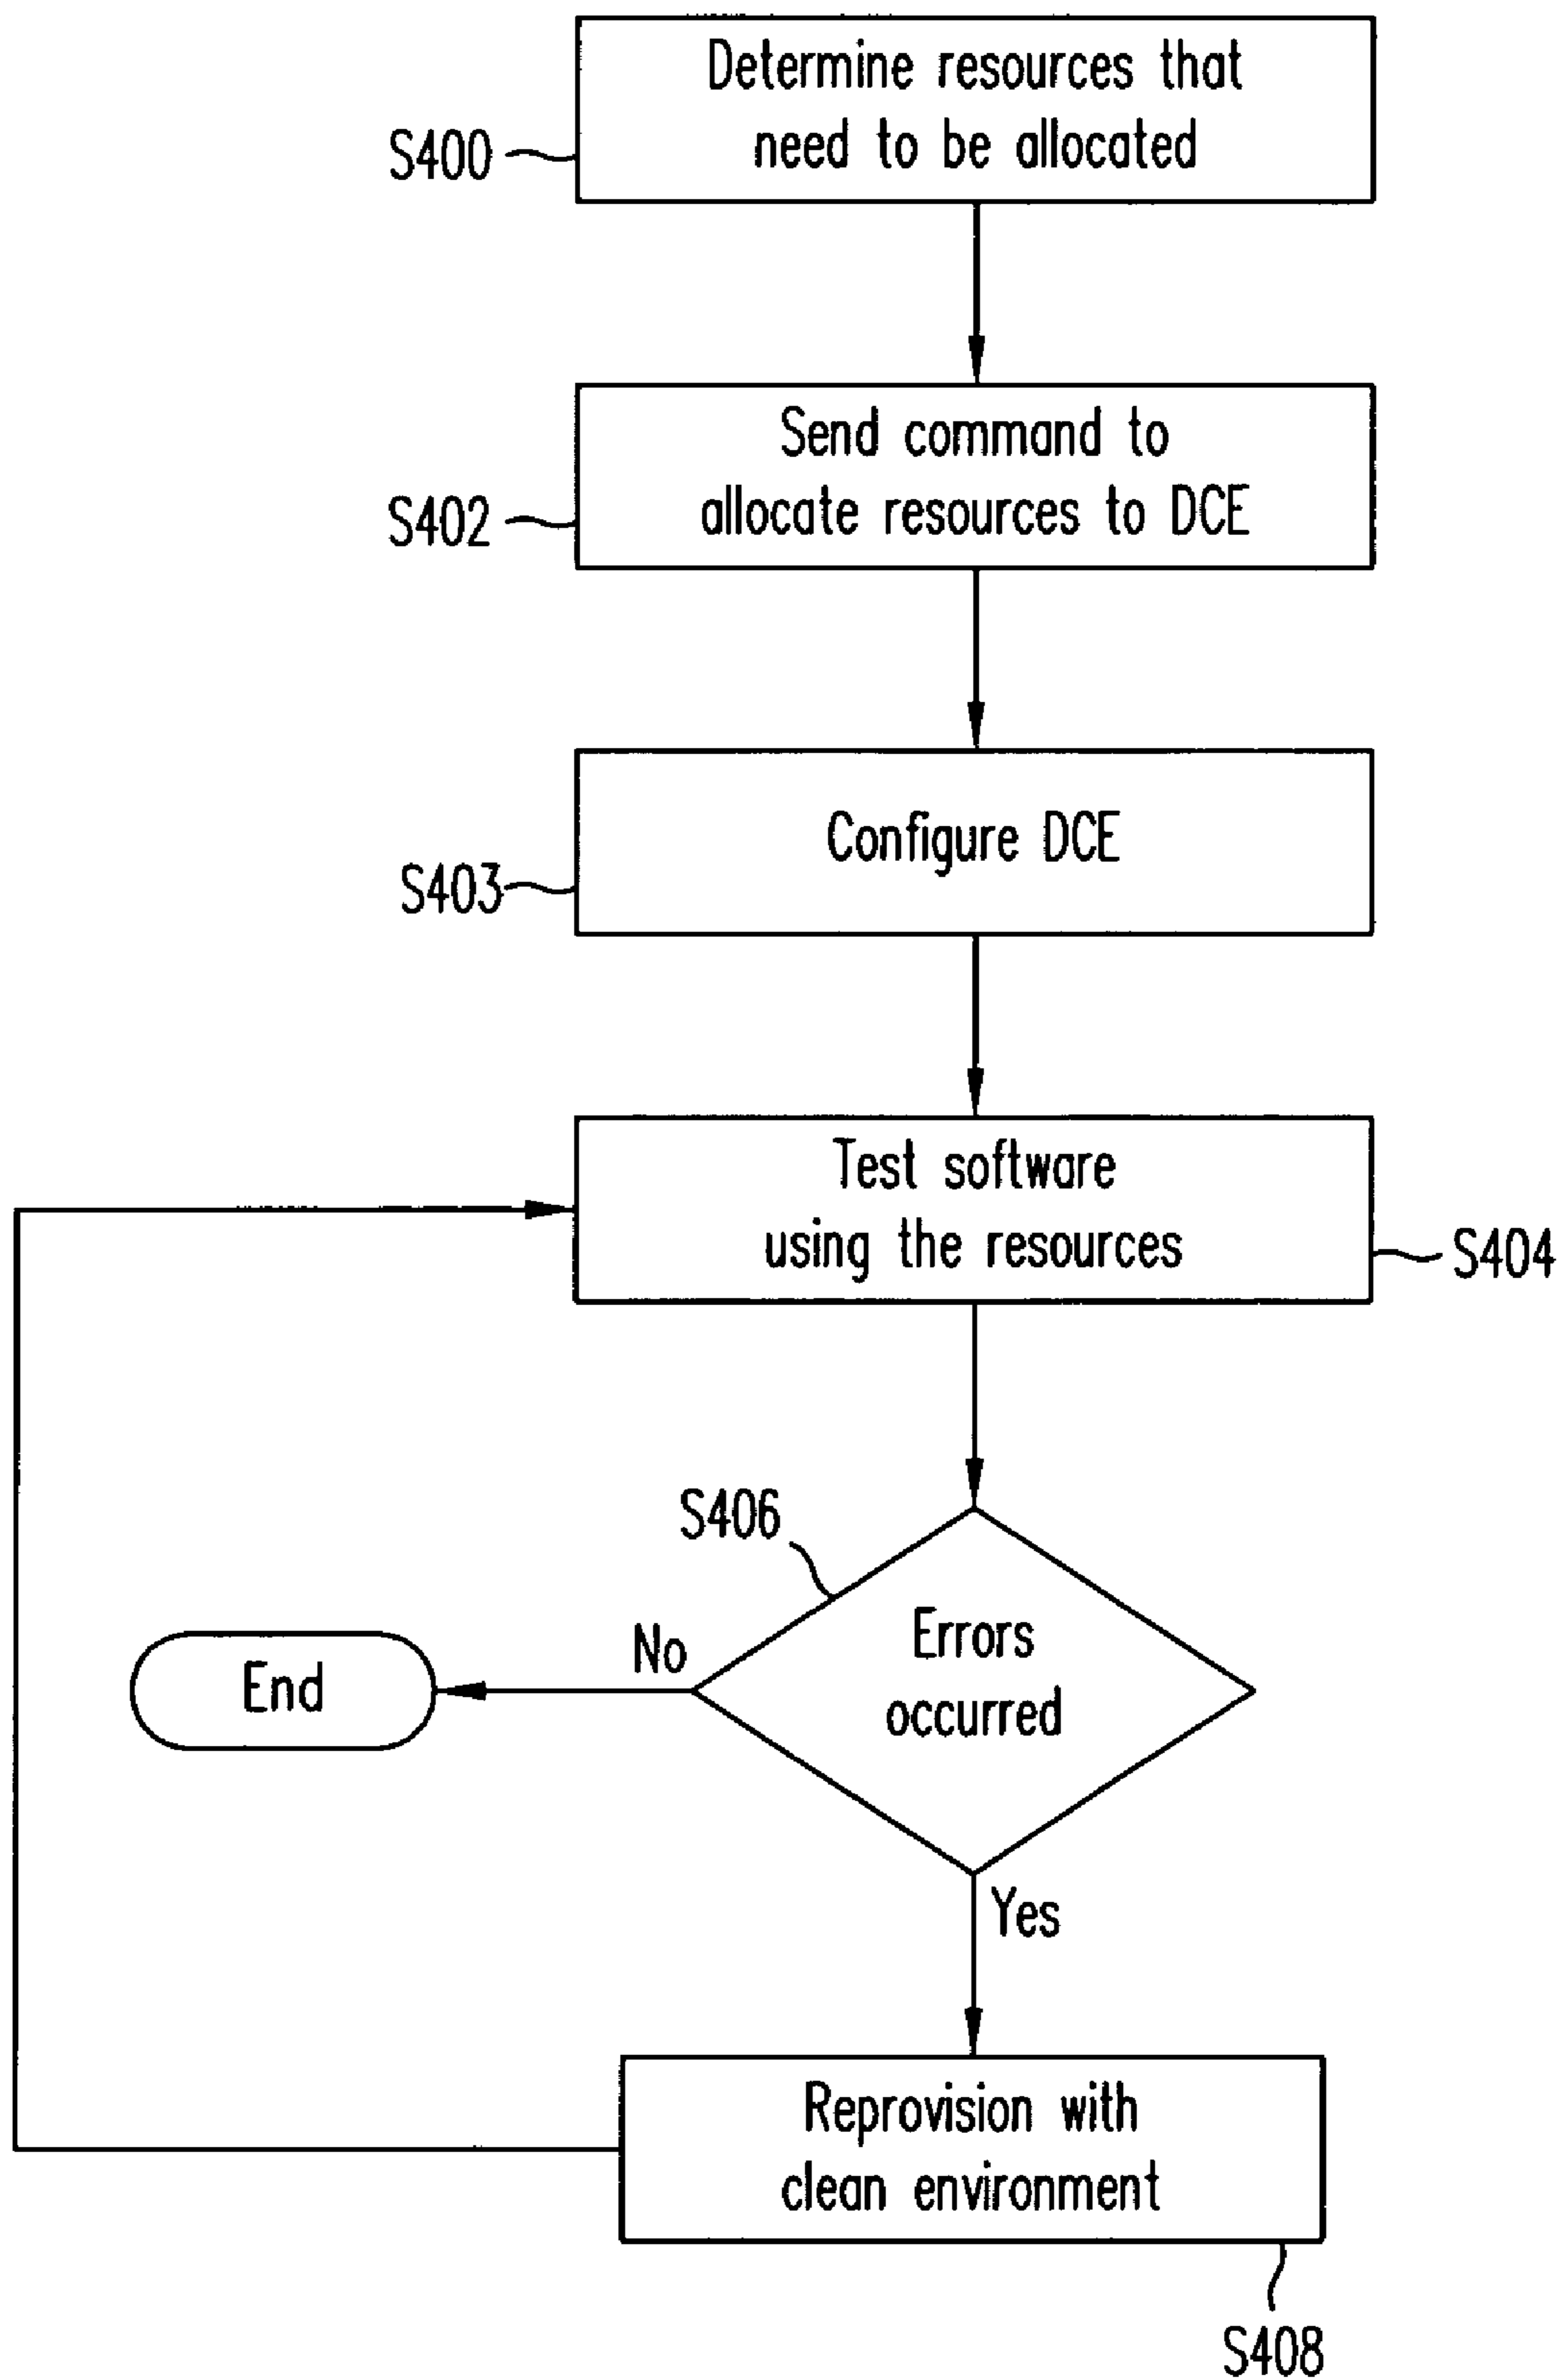 Determine resources that
need to be allocated
S400
Send command to
allocate resources to DCE
S402
Configure DCE
S403
Test software
using the resources
S404
S406
Errors
occurred
No
End
Yes
Reprovision with
clean environment
S408